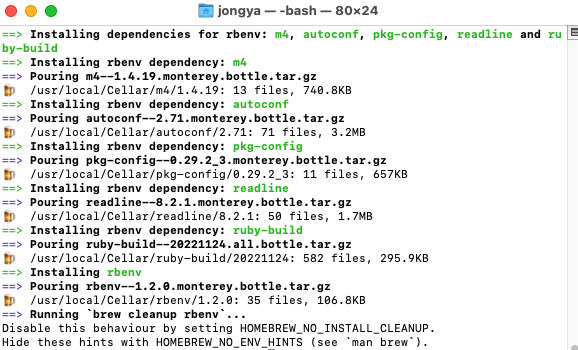 jongya — -bash — 80×24
==> Installing dependencies for rbenv: m4, autoconf, pkg-config, readline and ru
by-build
==> Installing rbenv dependency: m4
==> Pouring m4--1.4.19.monterey.bottle.tar.gz
🍺  /usr/local/Cellar/m4/1.4.19: 13 files, 740.8KB
==> Installing rbenv dependency: autoconf
==> Pouring autoconf--2.71.monterey.bottle.tar.gz
🍺  /usr/local/Cellar/autoconf/2.71: 71 files, 3.2MB
==> Installing rbenv dependency: pkg-config
==> Pouring pkg-config--0.29.2_3.monterey.bottle.tar.gz
🍺  /usr/local/Cellar/pkg-config/0.29.2_3: 11 files, 657KB
==> Installing rbenv dependency: readline
==> Pouring readline--8.2.1.monterey.bottle.tar.gz
🍺  /usr/local/Cellar/readline/8.2.1: 50 files, 1.7MB
==> Installing rbenv dependency: ruby-build
==> Pouring ruby-build--20221124.all.bottle.tar.gz
🍺  /usr/local/Cellar/ruby-build/20221124: 582 files, 295.9KB
==> Installing rbenv
==> Pouring rbenv--1.2.0.monterey.bottle.tar.gz
🍺  /usr/local/Cellar/rbenv/1.2.0: 35 files, 106.8KB
==> Running `brew cleanup rbenv`...
Disable this behaviour by setting HOMEBREW_NO_INSTALL_CLEANUP.
Hide these hints with HOMEBREW_NO_ENV_HINTS (see `man brew`).